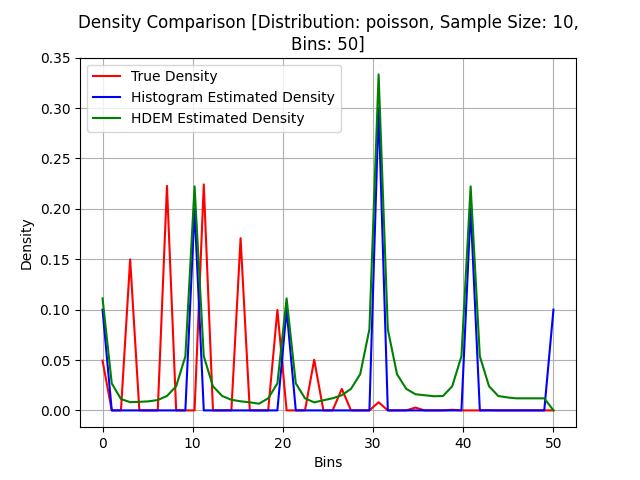 Density Comparison [Distribution: poisson, Sample Size: 10,
Bins: 50]
True Density
Histogram Estimated Density
HDEM Estimated Density
Density
0.35
0.30
0.25
0.20
0.15
0.10
0.05
0.00
0 10 20 30 40 50
Bins